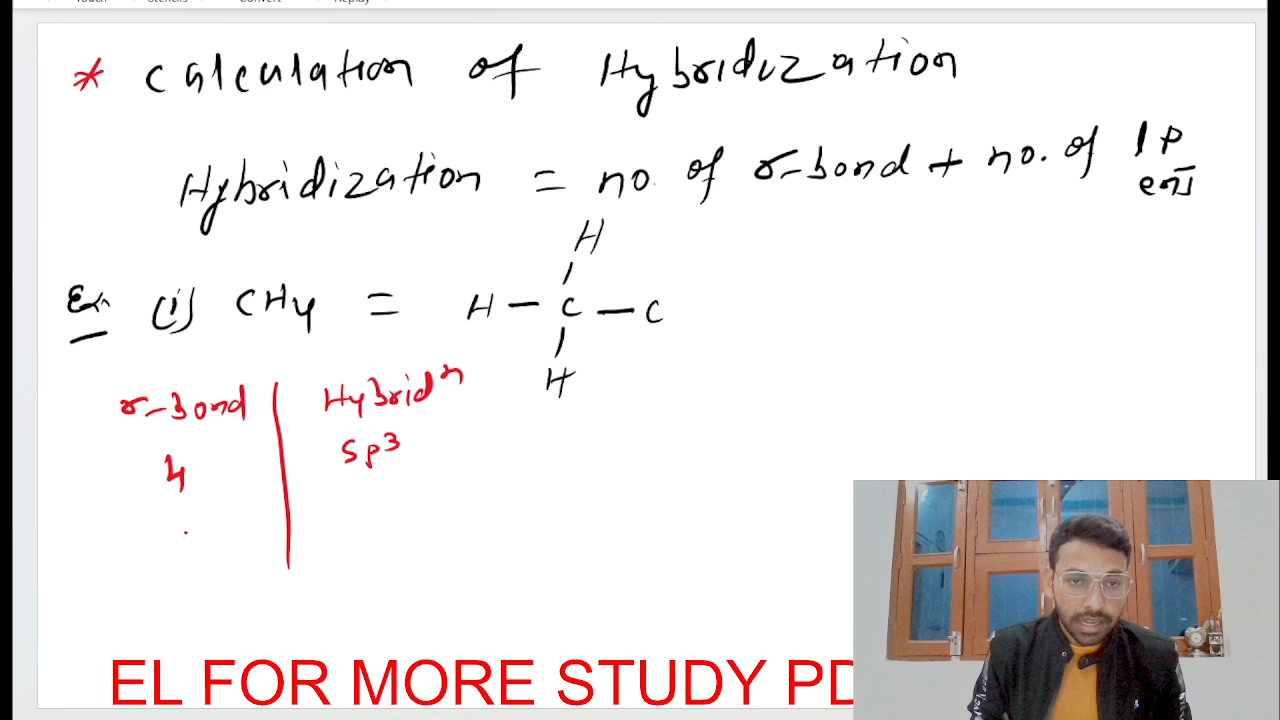 * Calculation of Hybridization
Hybridization = no. of σ-bond + no. of lp
ens
H
Ex (i) CH4 = H - C - C
H
σ-bond | Hybridn
4 | Sp3
EL FOR MORE STUDY PD